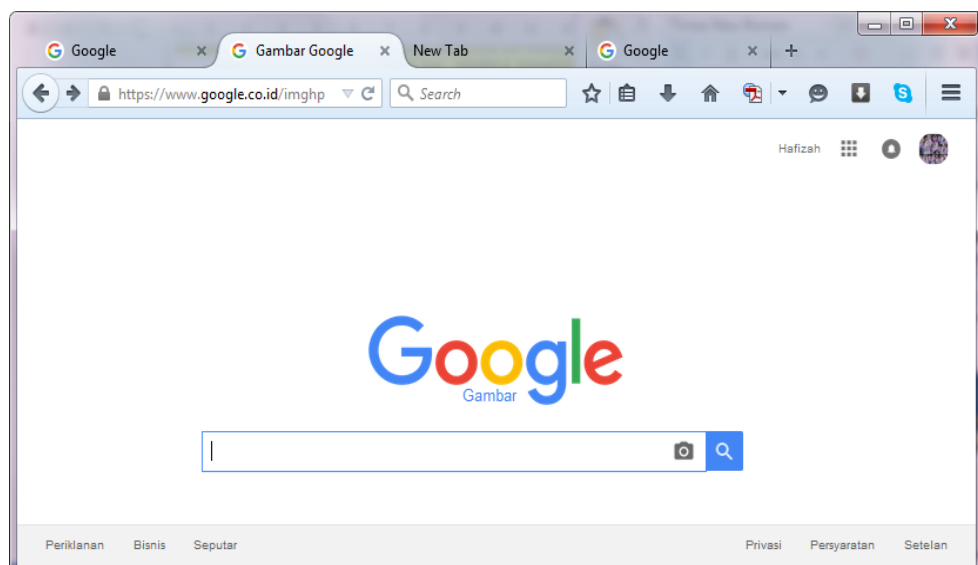 Google Gambar Google New Tab Google
https://www.google.co.id/imghp Search
Hafizah
Google
Gambar
Periklanan Bisnis Seputar Privasi Persyaratan Setelan